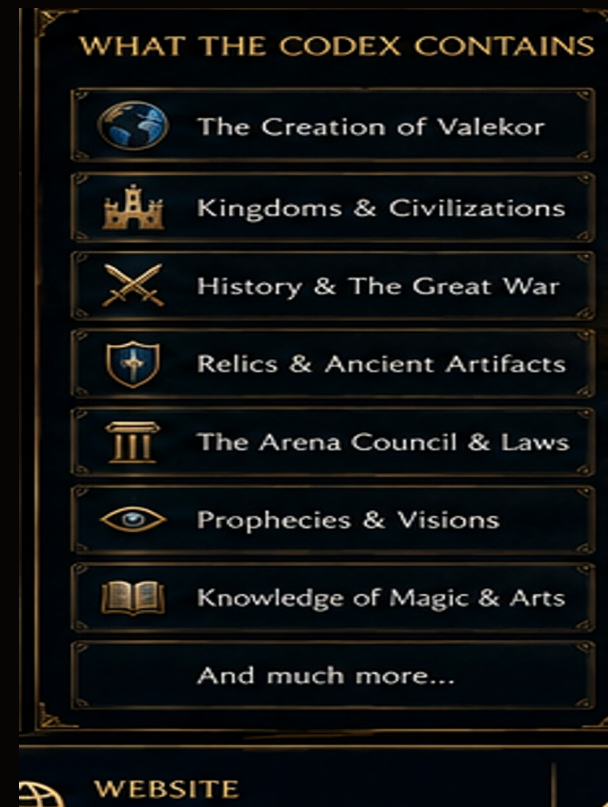 WHAT THE CODEX CONTAINS
The Creation of Valekor
Kingdoms & Civilizations
History & The Great War
Relics & Ancient Artifacts
The Arena Council & Laws
Prophecies & Visions
Knowledge of Magic & Arts
And much more...
WEBSITE